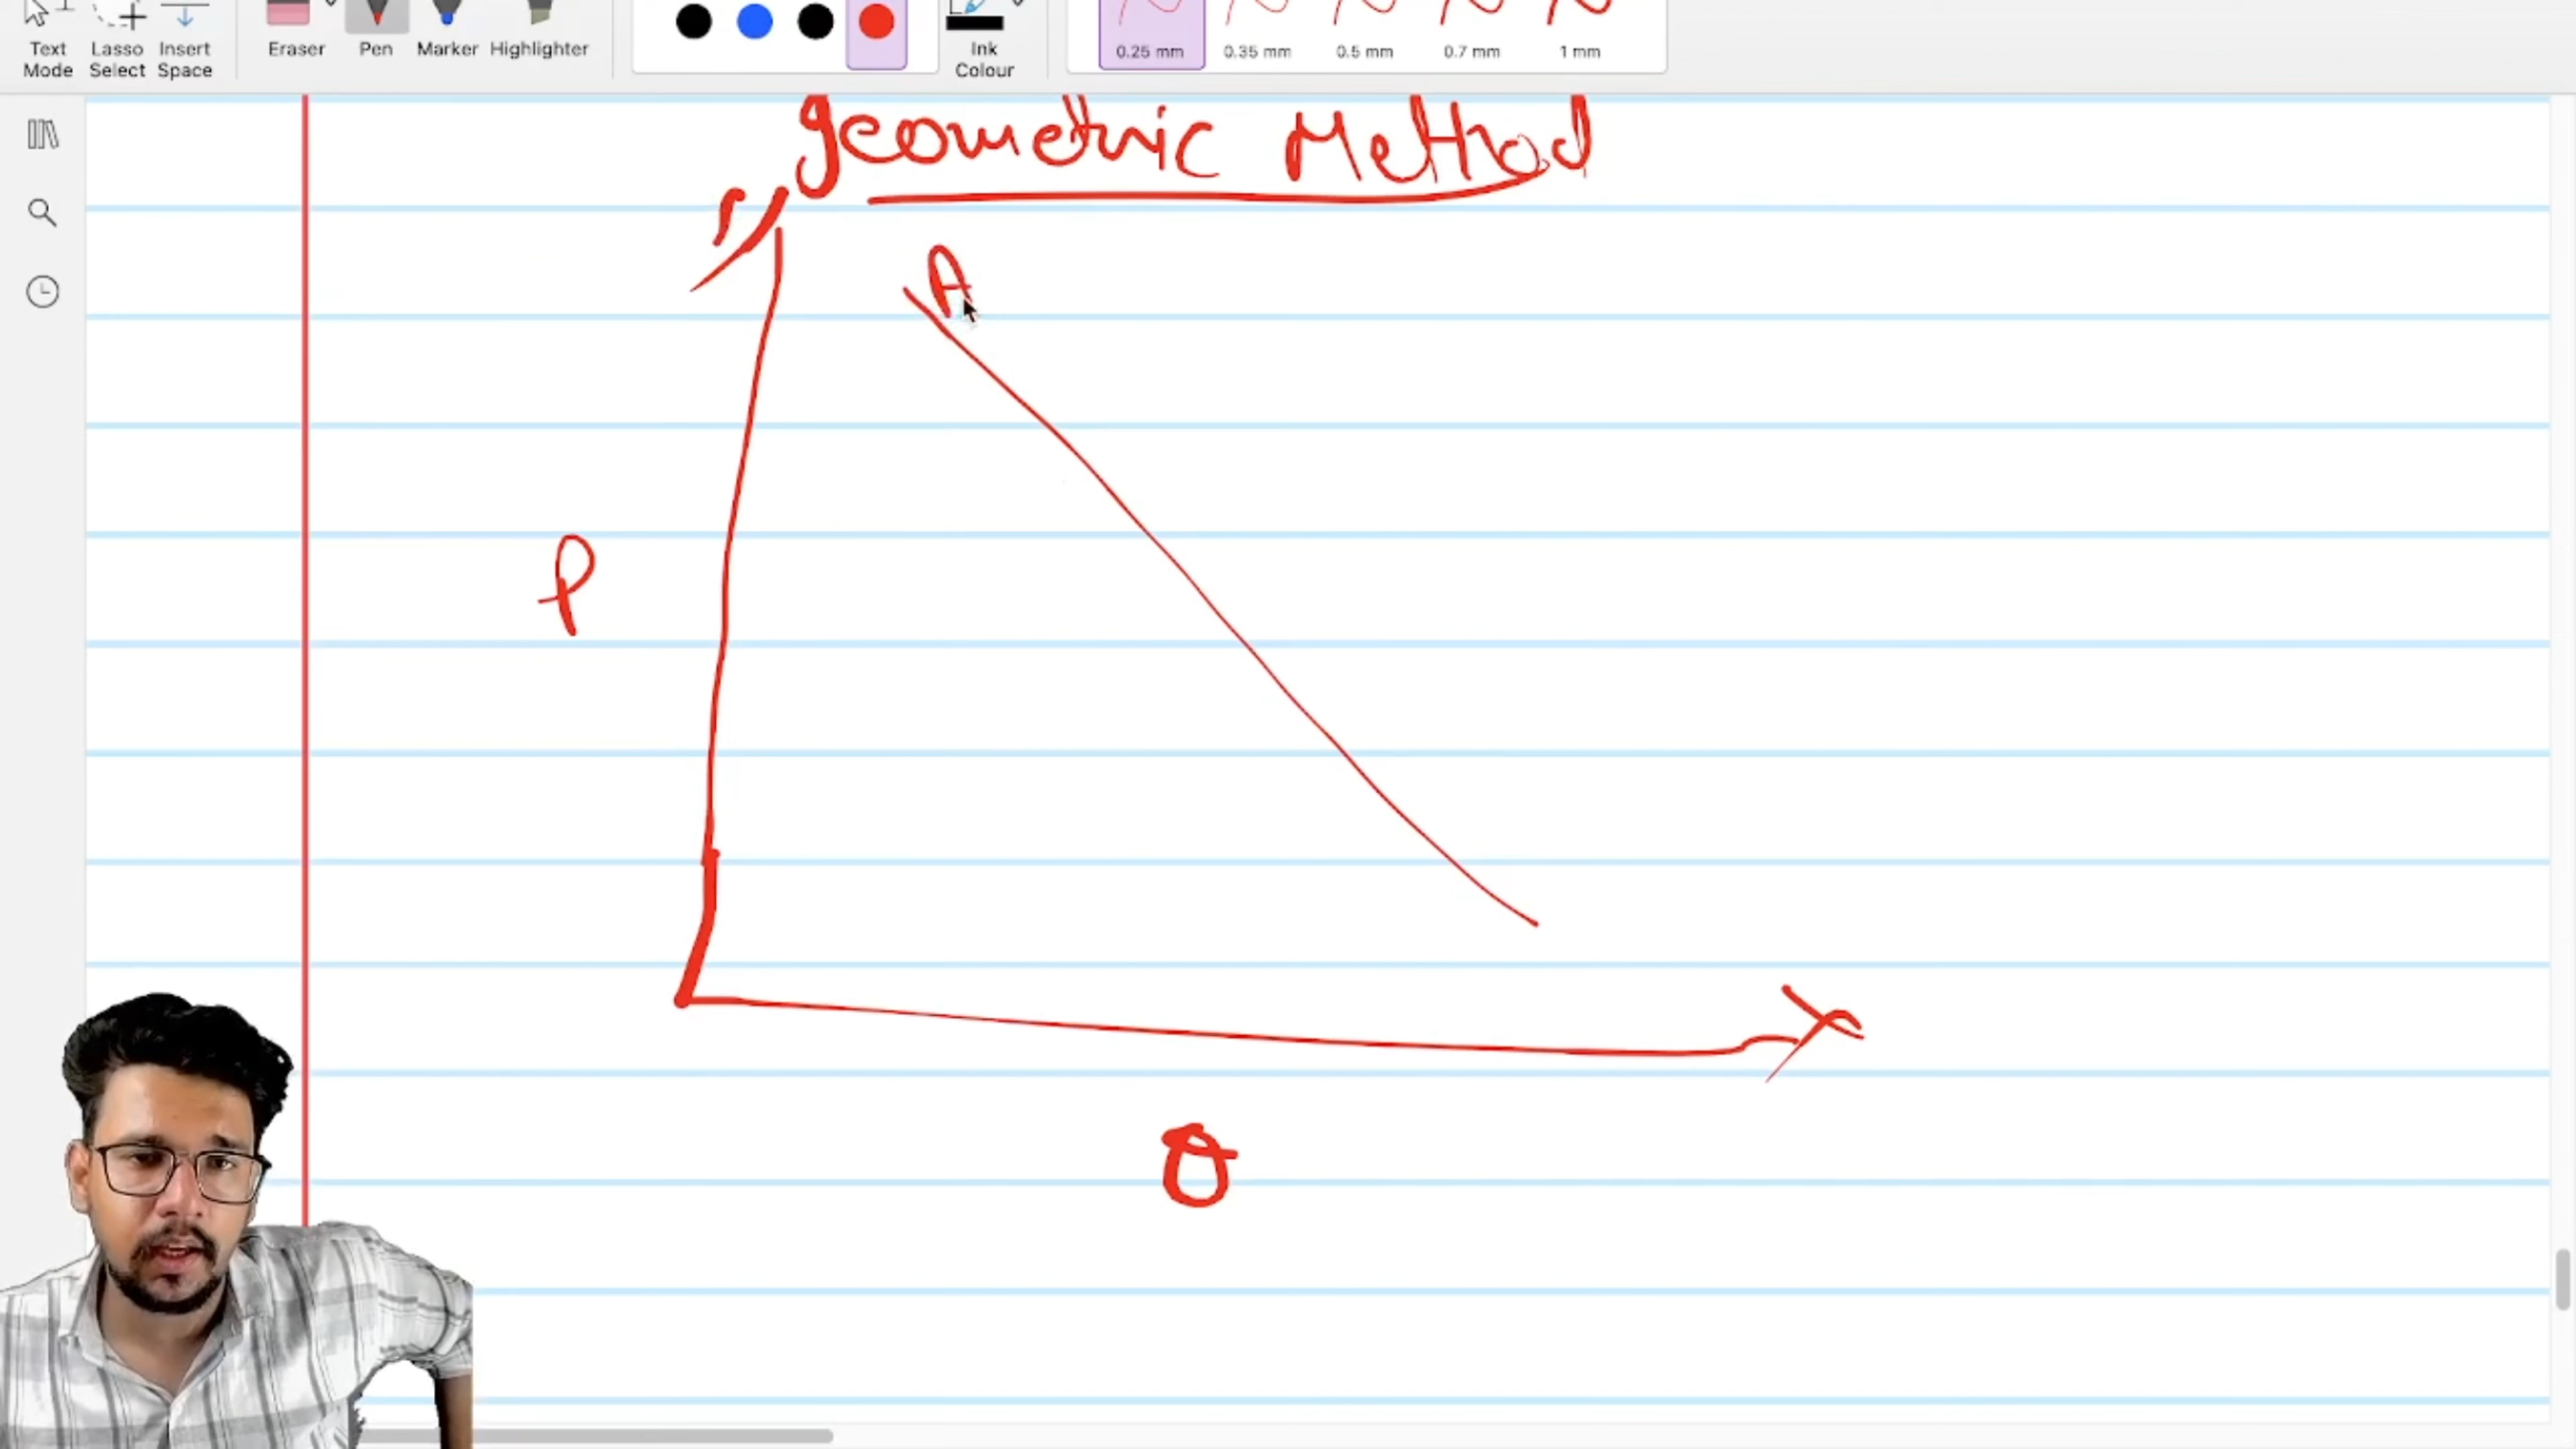 Text Mode
Lasso Select
Insert Space
Eraser
Pen
Marker
Highlighter
Ink Colour
0.25 mm
0.35 mm
0.5 mm
0.7 mm
1 mm
Geometric Method
Y
A
P
X